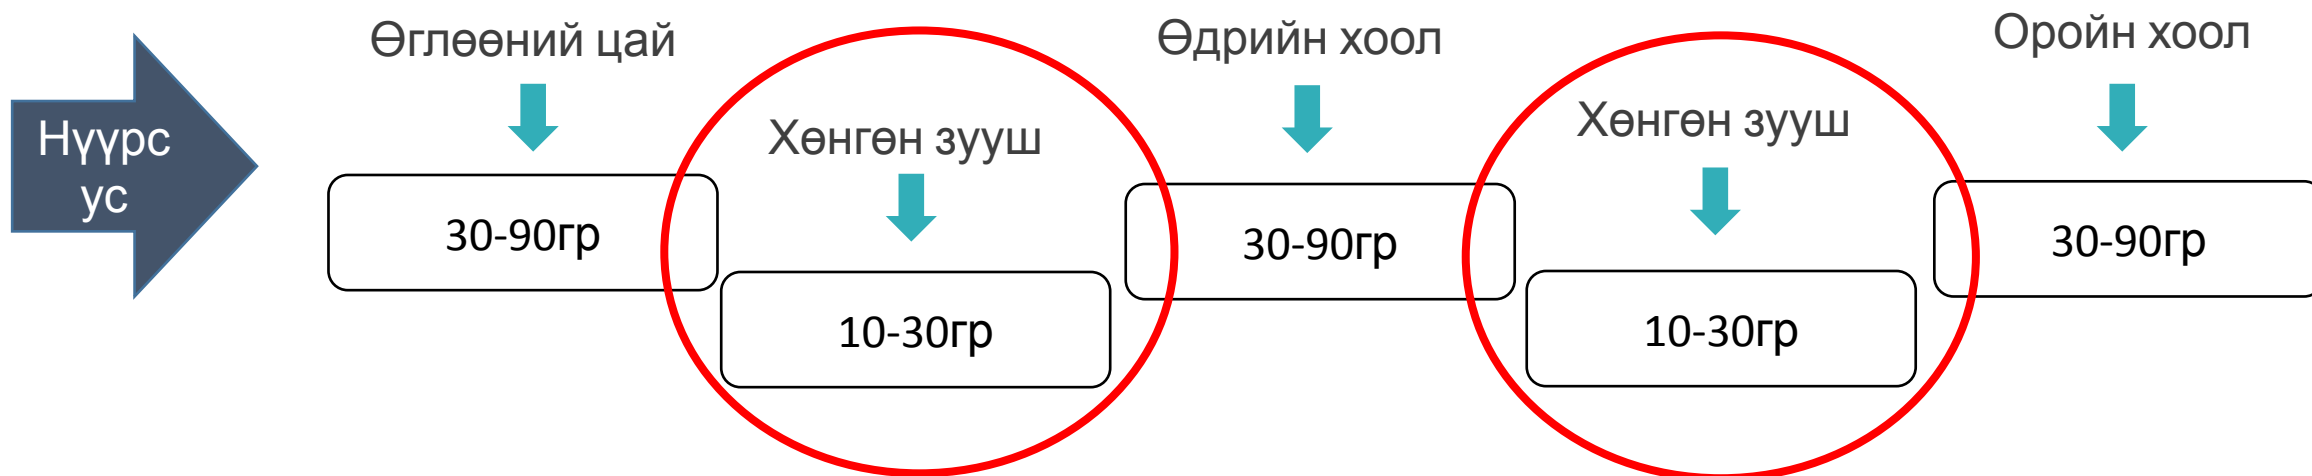 Нүүрс
ус
Өглөөний цай
30-90гр
Хөнгөн зууш
10-30гр
Өдрийн хоол
30-90гр
Хөнгөн зууш
10-30гр
Оройн хоол
30-90гр